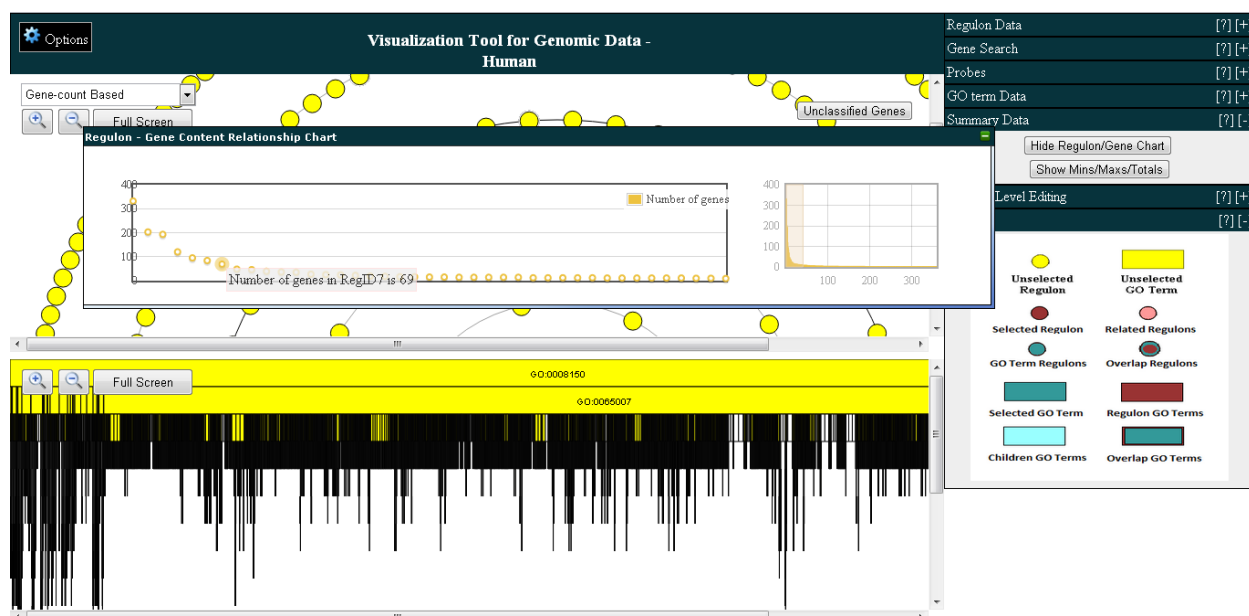 Options
Visualization Tool for Genomic Data -
Human
Gene-count Based
Full Screen
Unclassified Genes
Regulon - Gene Content Relationship Chart
400
300
200
100
0
Number of genes
Number of genes in RegID7 is 69
400
300
200
100
0
100 200 300
Full Screen
GO:0008150
GO:0065007
Regulon Data [?] [+
Gene Search [?] [+
Probes [?] [+
GO term Data [?] [+
Summary Data [?] [-
Hide Regulon/Gene Chart
Show Mins/Maxs/Totals
Level Editing [?] [+
[?] [-
Unselected Regulon
Unselected GO Term
Selected Regulon
Related Regulons
GO Term Regulons
Overlap Regulons
Selected GO Term
Regulon GO Terms
Children GO Terms
Overlap GO Terms